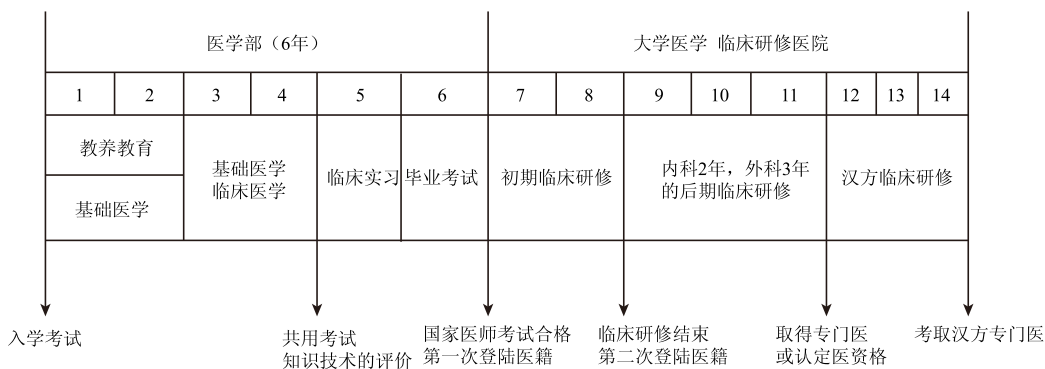 医学部（6年）
大学医学 临床研修医院
1 2 3 4 5 6 7 8 9 10 11 12 13 14
教养教育
基础医学
基础医学
临床医学
临床实习
毕业考试
初期临床研修
内科2年，外科3年
的后期临床研修
汉方临床研修
入学考试
共用考试
知识技术的评价
国家医师考试合格
第一次登陆医籍
临床研修结束
第二次登陆医籍
取得专门医
或认定医资格
考取汉方专门医